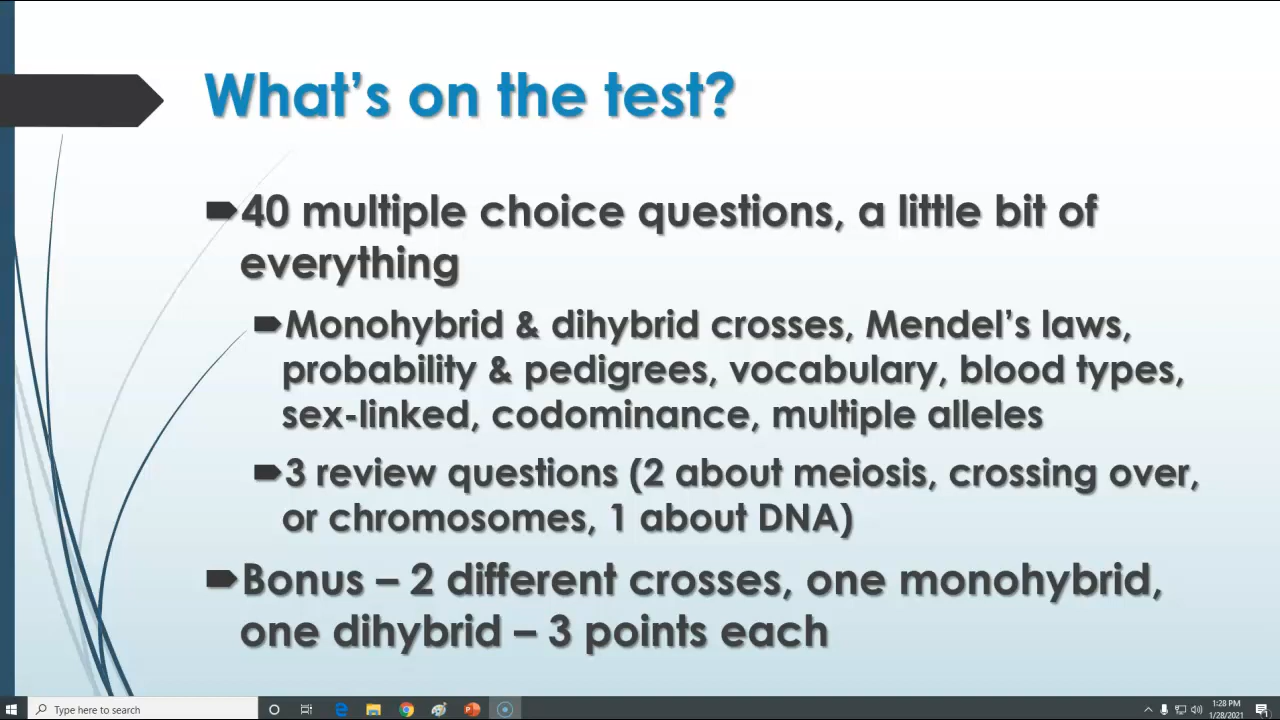 What's on the test?
40 multiple choice questions, a little bit of
everything
Monohybrid & dihybrid crosses, Mendel's laws,
probability & pedigrees, vocabulary, blood types,
sex-linked, codominance, multiple alleles
3 review questions (2 about meiosis, crossing over,
or chromosomes, 1 about DNA)
Bonus – 2 different crosses, one monohybrid,
one dihybrid – 3 points each
Type here to search
1:28 PM
1/28/2021